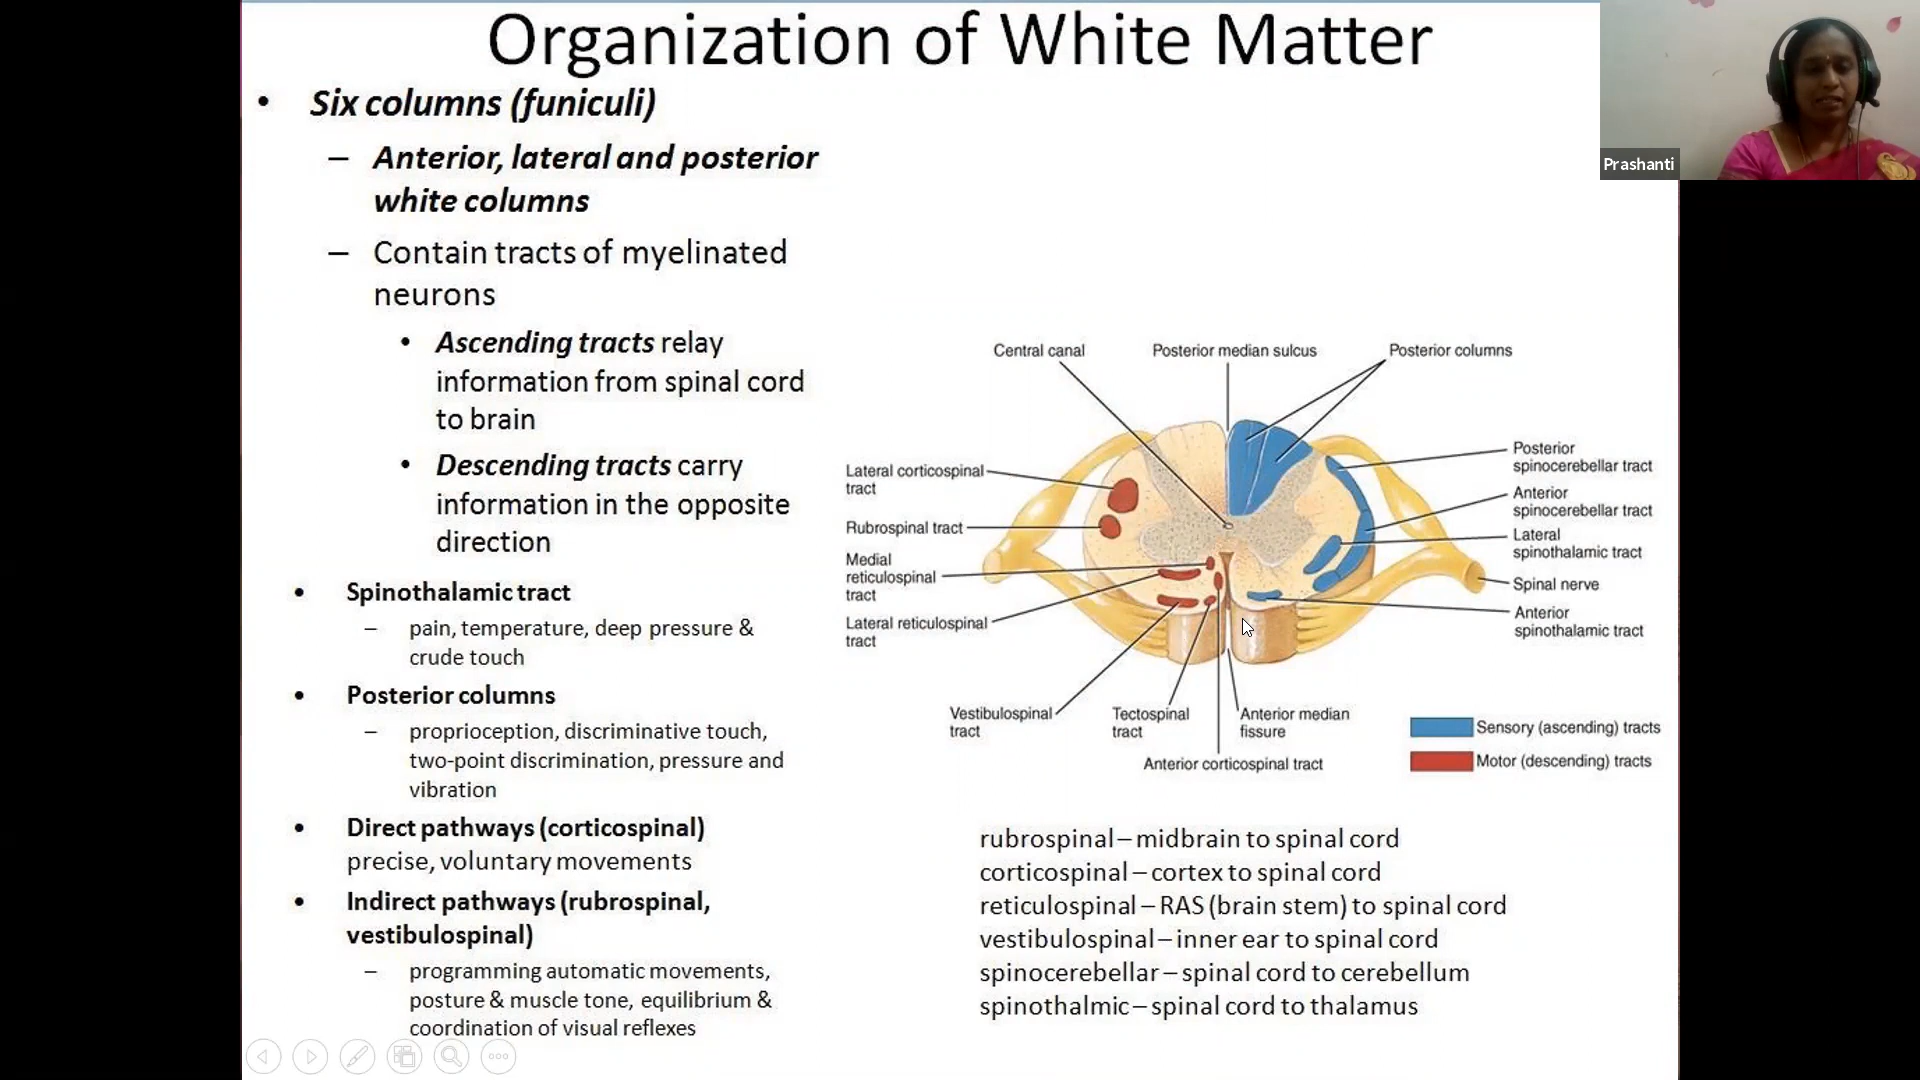 Organization of White Matter
• Six columns (funiculi)
– Anterior, lateral and posterior
white columns
– Contain tracts of myelinated
neurons
• Ascending tracts relay
information from spinal cord
to brain
• Descending tracts carry
information in the opposite
direction
• Spinothalamic tract
– pain, temperature, deep pressure &
crude touch
• Posterior columns
– proprioception, discriminative touch,
two-point discrimination, pressure and
vibration
• Direct pathways (corticospinal)
precise, voluntary movements
• Indirect pathways (rubrospinal,
vestibulospinal)
– programming automatic movements,
posture & muscle tone, equilibrium &
coordination of visual reflexes
Prashanti
Central canal
Posterior median sulcus
Posterior columns
Lateral corticospinal
tract
Rubrospinal tract
Medial
reticulospinal
tract
Lateral reticulospinal
tract
Vestibulospinal
tract
Tectospinal
tract
Anterior median
fissure
Anterior corticospinal tract
Posterior
spinocerebellar tract
Anterior
spinocerebellar tract
Lateral
spinothalamic tract
Spinal nerve
Anterior
spinothalamic tract
Sensory (ascending) tracts
Motor (descending) tracts
rubrospinal – midbrain to spinal cord
corticospinal – cortex to spinal cord
reticulospinal – RAS (brain stem) to spinal cord
vestibulospinal – inner ear to spinal cord
spinocerebellar – spinal cord to cerebellum
spinothalmic – spinal cord to thalamus